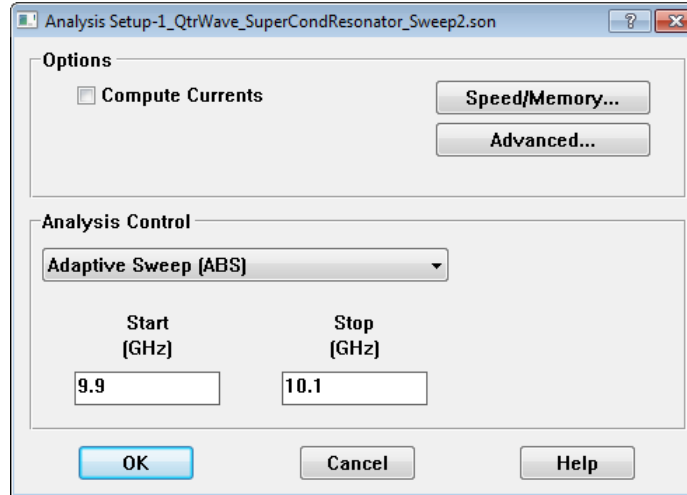 Analysis Setup-1_QtrWave_SuperCondResonator_Sweep2.son
Options
Compute Currents
Speed/Memory...
Advanced...
Analysis Control
Adaptive Sweep (ABS)
Start Stop
(GHz) (GHz)
9.9 10.1
OK Cancel Help